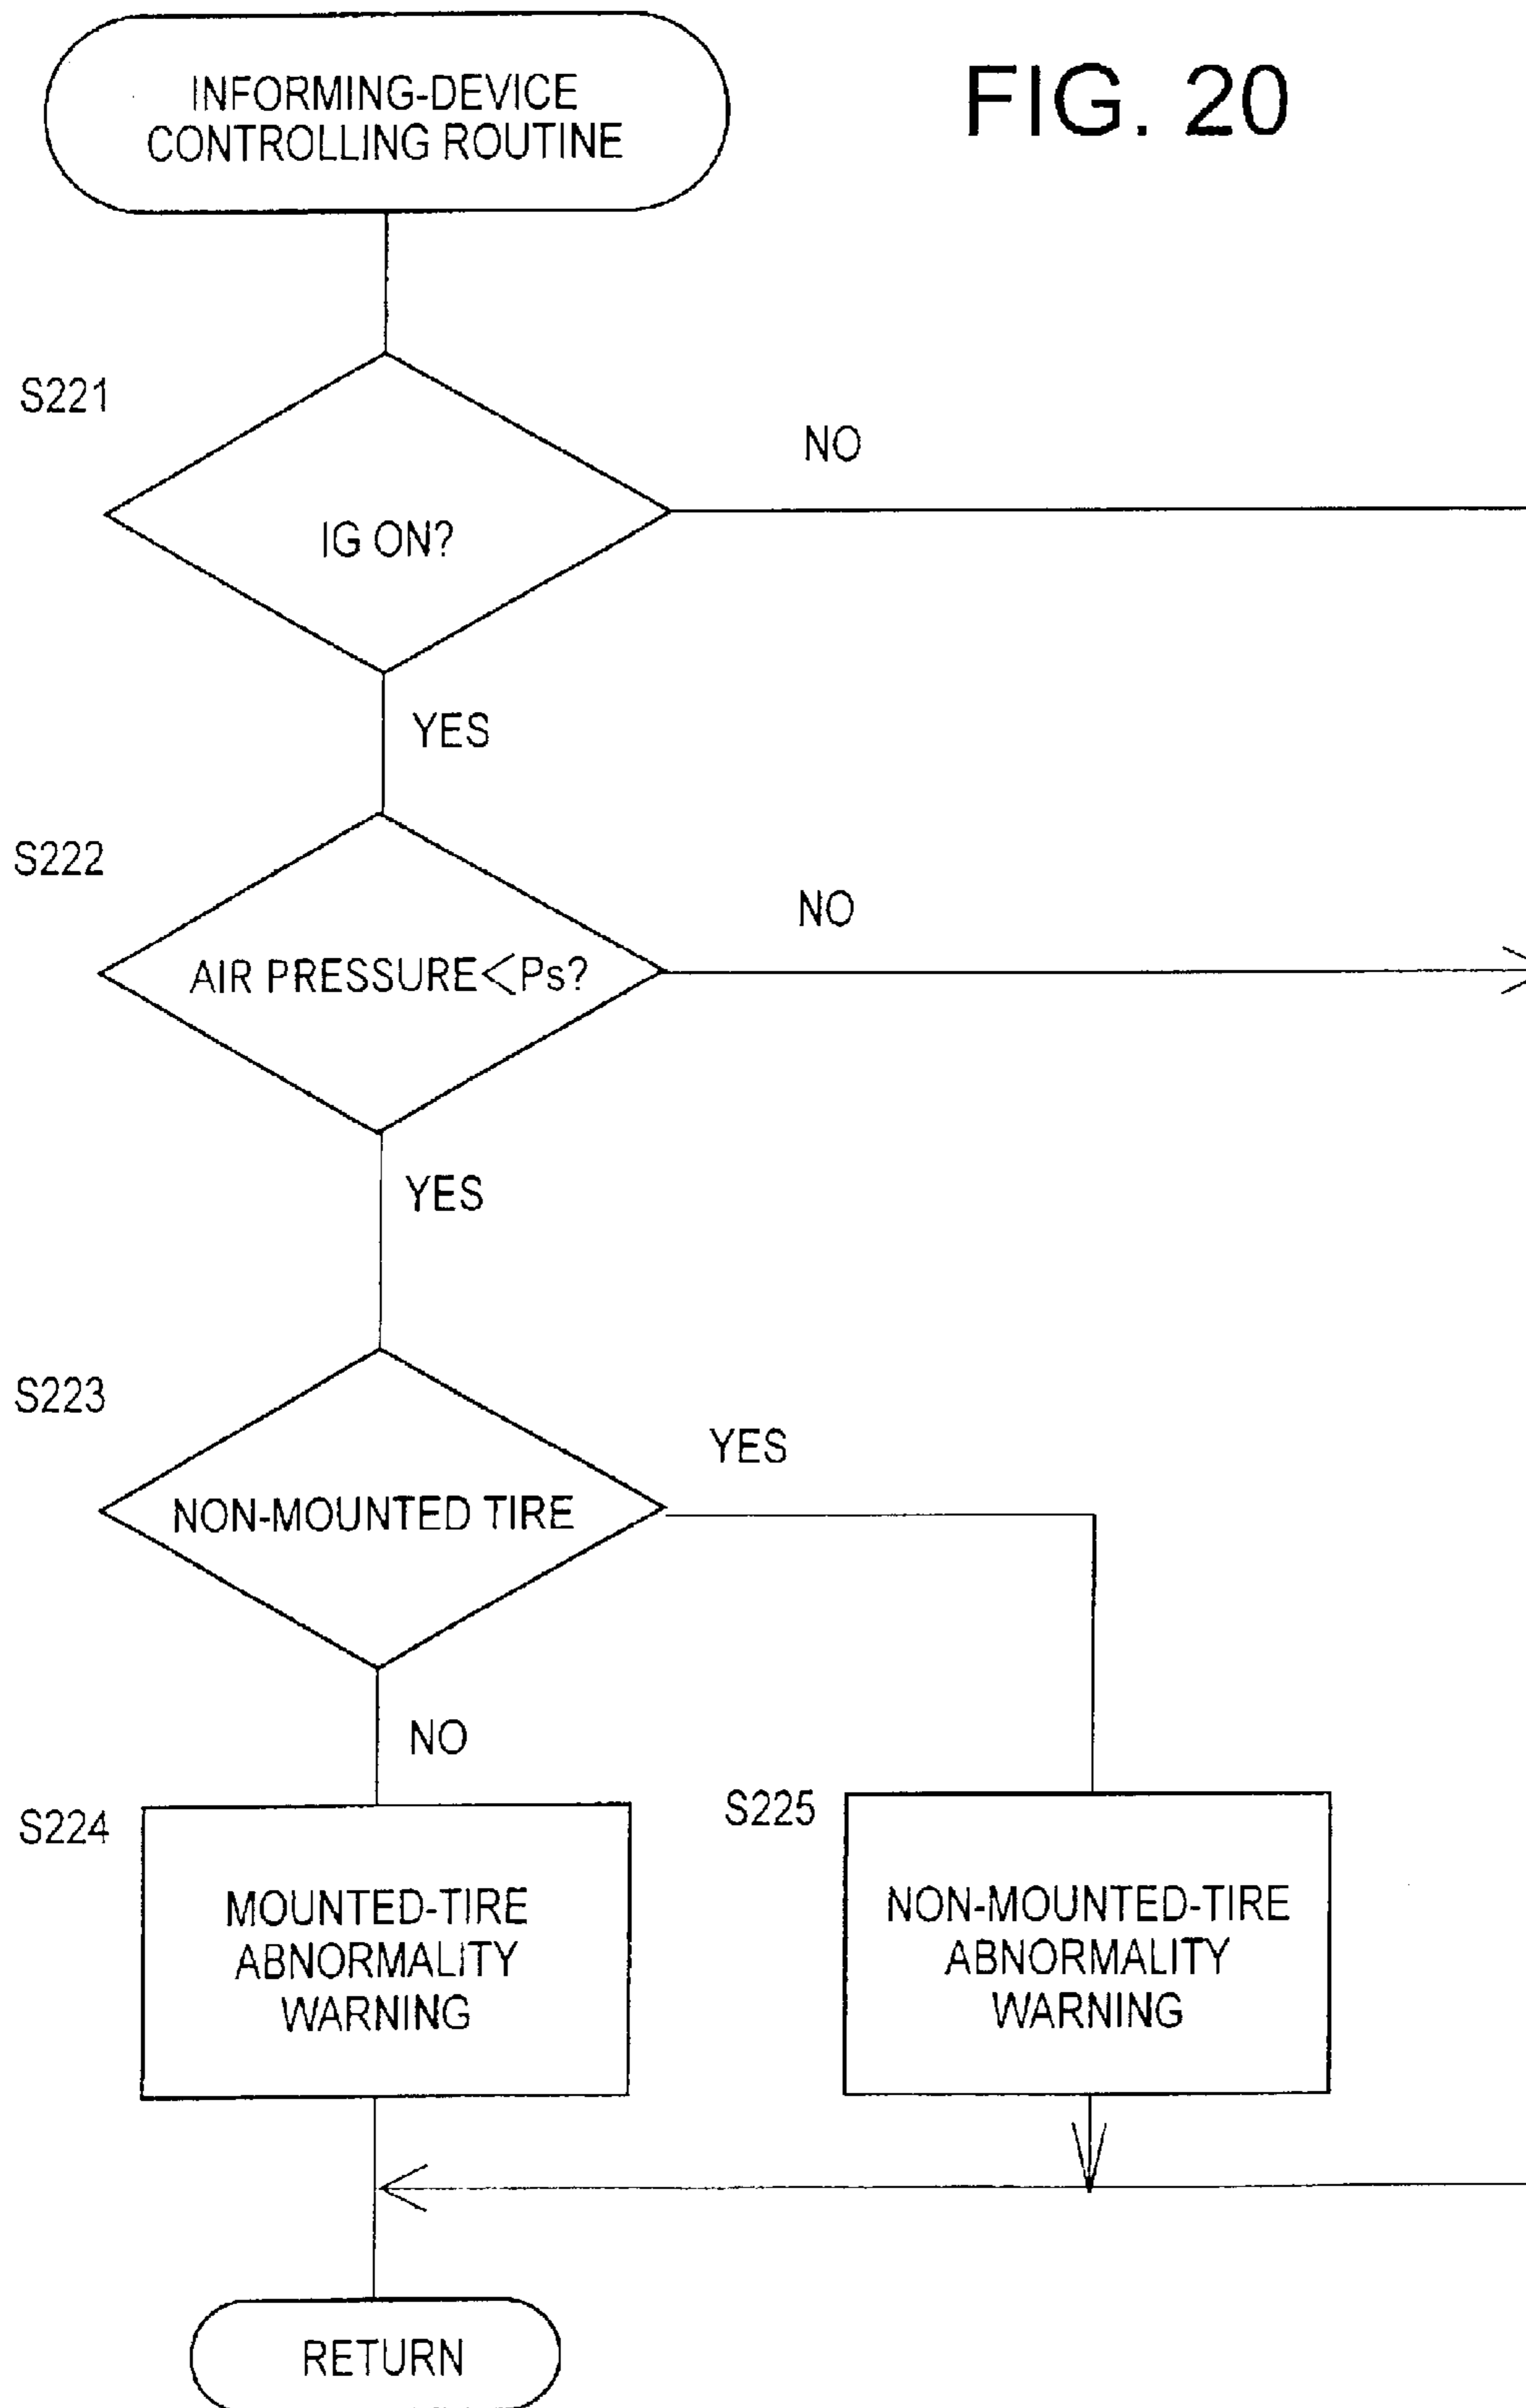 FIG. 20
INFORMING-DEVICE
CONTROLLING ROUTINE
S221
IG ON?
NO
YES
S222
AIR PRESSURE<Ps?
NO
YES
S223
NON-MOUNTED TIRE
YES
NO
S224
MOUNTED-TIRE
ABNORMALITY
WARNING
S225
NON-MOUNTED-TIRE
ABNORMALITY
WARNING
RETURN